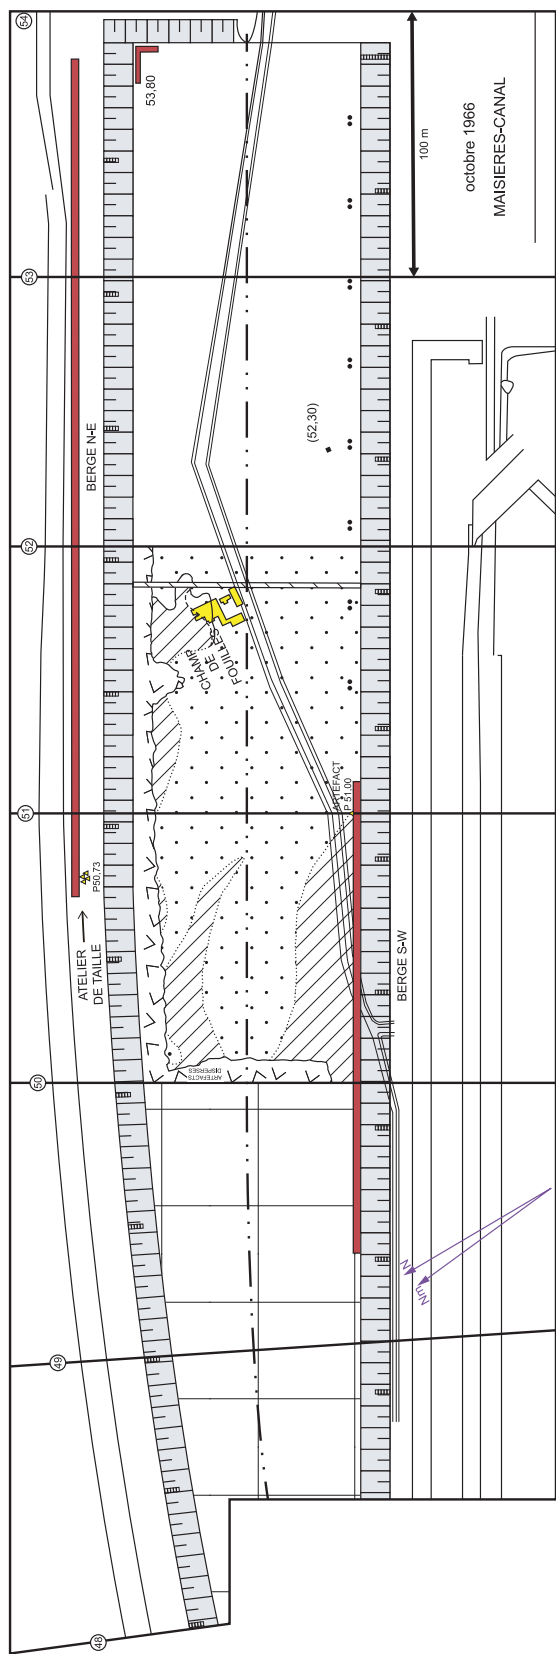 54
53,80
100 m
octobre 1966
MAISIERES-CANAL
53
BERGE N-E
(52,30)
52
CHAMP
DE
FOUILLES
51
ARTEFACT
P 51,00
P50,73
ATELIER
DE TAILLE
BERGE S-W
ARTEFACTS
DISPERSES
50
N
Nm
49
48